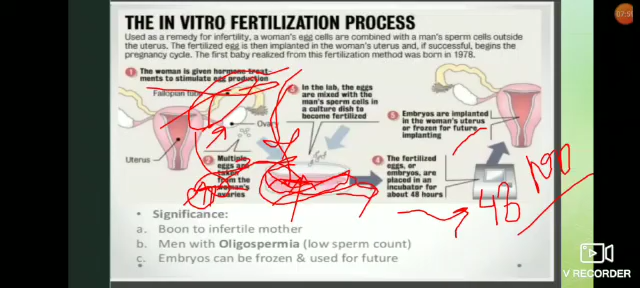 07:51
THE IN VITRO FERTILIZATION PROCESS
Used as a remedy for infertility, a woman's egg cells are combined with a man's sperm cells outside
the uterus. The fertilized egg is then implanted in the woman's uterus and, if successful, begins the
pregnancy cycle. The first baby realized from this fertilization method was born in 1978.
1 The woman is given hormone treat-
ments to stimulate egg production
Fallopian tube
Ovary
Uterus
2 Multiple
eggs are
taken
from the
woman's
ovaries
In the lab, the eggs
are mixed with the
man's sperm cells in
a culture dish to
become fertilized
4 The fertilized
eggs, or
embryos, are
placed in an
incubator for
about 48 hours
5 Embryos are implanted
in the woman's uterus
or frozen for future
implanting
48
• Significance:
a. Boon to infertile mother
b. Men with Oligospermia (low sperm count)
c. Embryos can be frozen & used for future
V RECORDER